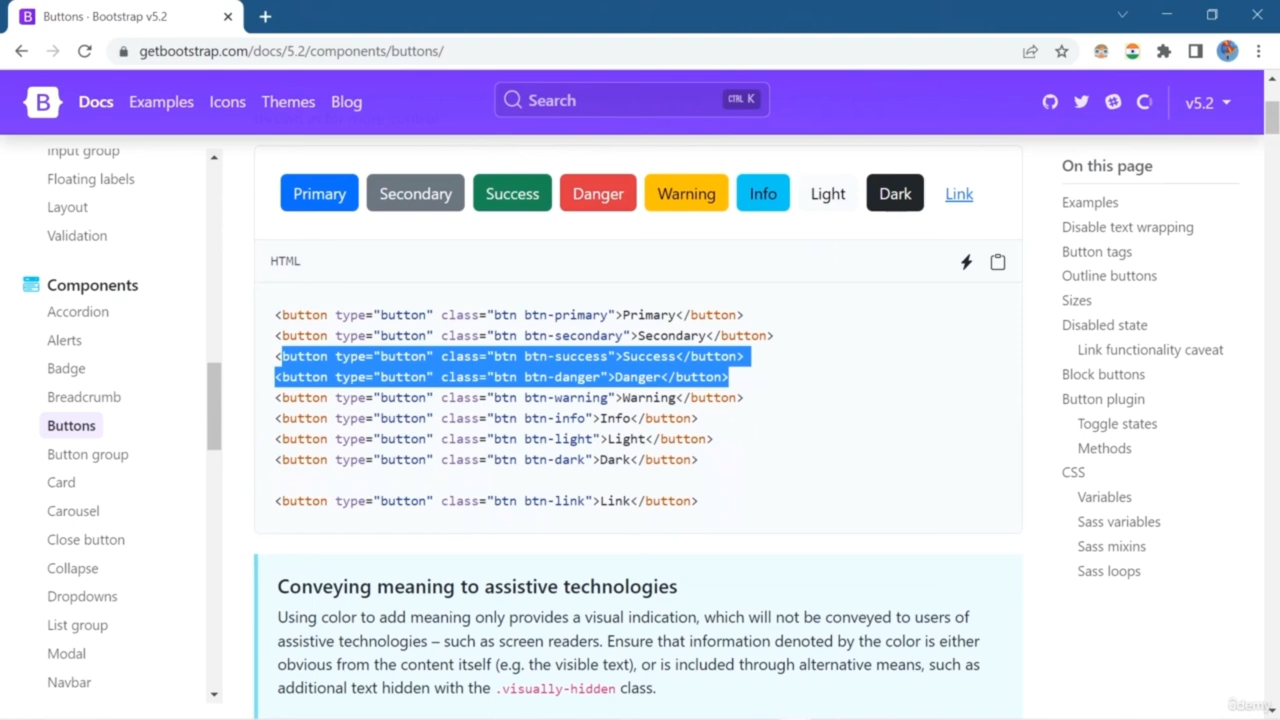 Buttons · Bootstrap v5.2
getbootstrap.com/docs/5.2/components/buttons/
B Docs Examples Icons Themes Blog
Search CTRL K
v5.2
Input group
Floating labels
Layout
Validation
Components
Accordion
Alerts
Badge
Breadcrumb
Buttons
Button group
Card
Carousel
Close button
Collapse
Dropdowns
List group
Modal
Navbar
Primary Secondary Success Danger Warning Info Light Dark Link
HTML
<button type="button" class="btn btn-primary">Primary</button>
<button type="button" class="btn btn-secondary">Secondary</button>
<button type="button" class="btn btn-success">Success</button>
<button type="button" class="btn btn-danger">Danger</button>
<button type="button" class="btn btn-warning">Warning</button>
<button type="button" class="btn btn-info">Info</button>
<button type="button" class="btn btn-light">Light</button>
<button type="button" class="btn btn-dark">Dark</button>
<button type="button" class="btn btn-link">Link</button>
Conveying meaning to assistive technologies
Using color to add meaning only provides a visual indication, which will not be conveyed to users of
assistive technologies – such as screen readers. Ensure that information denoted by the color is either
obvious from the content itself (e.g. the visible text), or is included through alternative means, such as
additional text hidden with the .visually-hidden class.
On this page
Examples
Disable text wrapping
Button tags
Outline buttons
Sizes
Disabled state
Link functionality caveat
Block buttons
Button plugin
Toggle states
Methods
CSS
Variables
Sass variables
Sass mixins
Sass loops
ûdemy